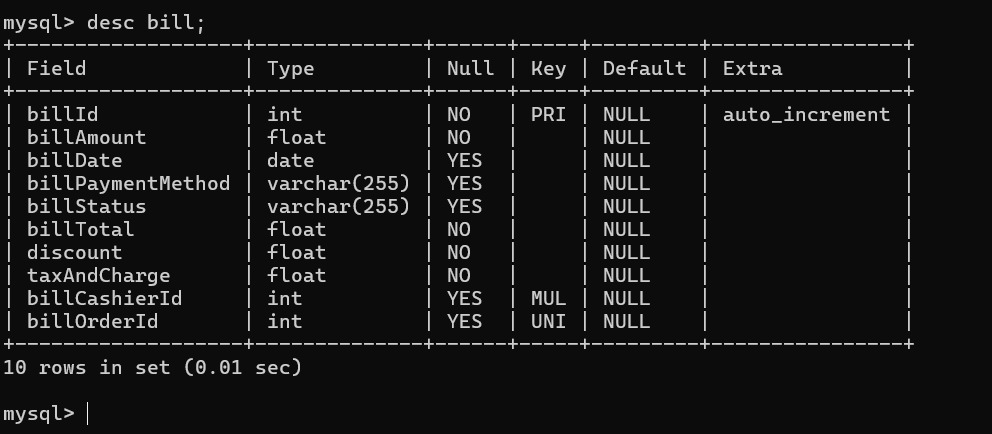 mysql> desc bill;
+-------------------+--------------+------+-----+---------+----------------+
| Field             | Type         | Null | Key | Default | Extra          |
+-------------------+--------------+------+-----+---------+----------------+
| billId            | int          | NO   | PRI | NULL    | auto_increment |
| billAmount        | float        | NO   |     | NULL    |                |
| billDate          | date         | YES  |     | NULL    |                |
| billPaymentMethod | varchar(255) | YES  |     | NULL    |                |
| billStatus        | varchar(255) | YES  |     | NULL    |                |
| billTotal         | float        | NO   |     | NULL    |                |
| discount          | float        | NO   |     | NULL    |                |
| taxAndCharge      | float        | NO   |     | NULL    |                |
| billCashierId     | int          | YES  | MUL | NULL    |                |
| billOrderId       | int          | YES  | UNI | NULL    |                |
+-------------------+--------------+------+-----+---------+----------------+
10 rows in set (0.01 sec)
mysql>